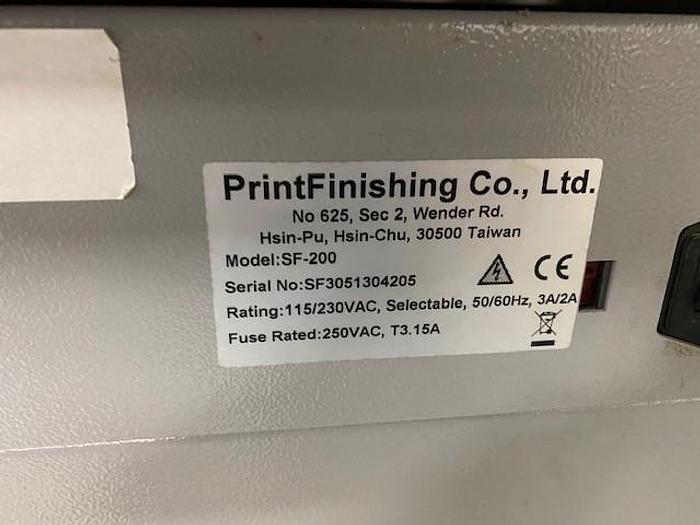 PrintFinishing Co., Ltd.
No 625, Sec 2, Wender Rd.
Hsin-Pu, Hsin-Chu, 30500 Taiwan
Model:SF-200
Serial No:SF3051304205
CE
Rating:115/230VAC, Selectable, 50/60Hz, 3A/2A
Fuse Rated:250VAC, T3.15A